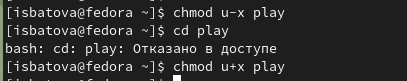 [isbatova@fedora ~]$ chmod u-x play
[isbatova@fedora ~]$ cd play
bash: cd: play: Отказано в доступе
[isbatova@fedora ~]$ chmod u+x play